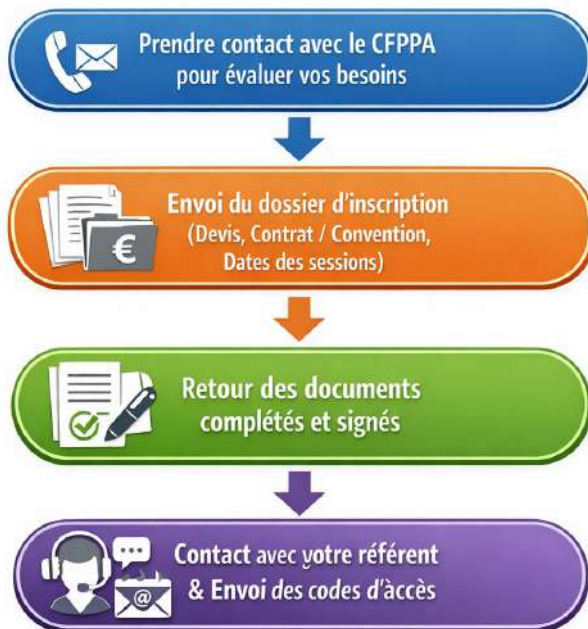 Prendre contact avec le CFPPA
pour évaluer vos besoins
Envoi du dossier d'inscription
(Devis, Contrat / Convention,
Dates des sessions)
€
Retour des documents
complétés et signés
Contact avec votre référent
& Envoi des codes d'accès
@